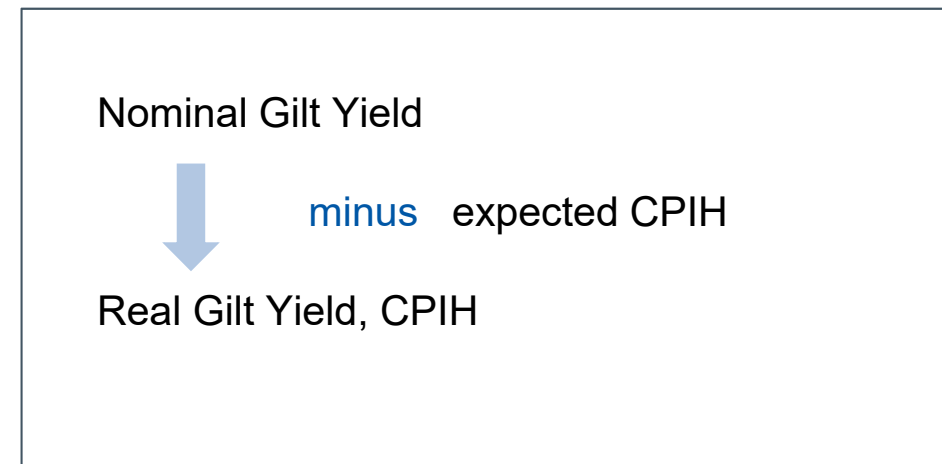 Nominal Gilt Yield
minus expected CPIH
Real Gilt Yield, CPIH